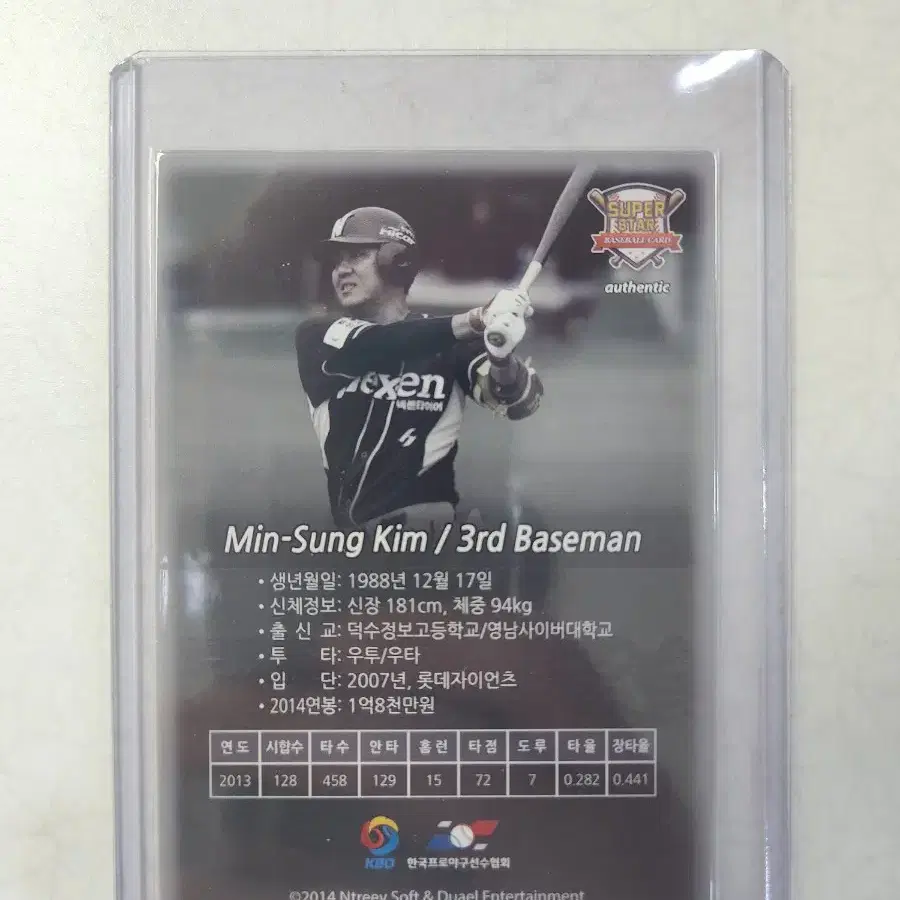 SUPER
STAR
BASEBALL CARD
authentic
nexen
넥센타이어
Min-Sung Kim / 3rd Baseman
• 생년월일: 1988년 12월 17일
• 신체정보: 신장 181cm, 체중 94kg
• 출 신 교: 덕수정보고등학교/영남사이버대학교
• 투 타: 우투/우타
• 입 단: 2007년, 롯데자이언츠
• 2014연봉: 1억8천만원
연도 시합수 타수 안타 홈런 타점 도루 타율 장타율
2013 128 458 129 15 72 7 0.282 0.441
KBO 한국프로야구선수협회
©2014 Ntreev Soft & Duael Entertainment